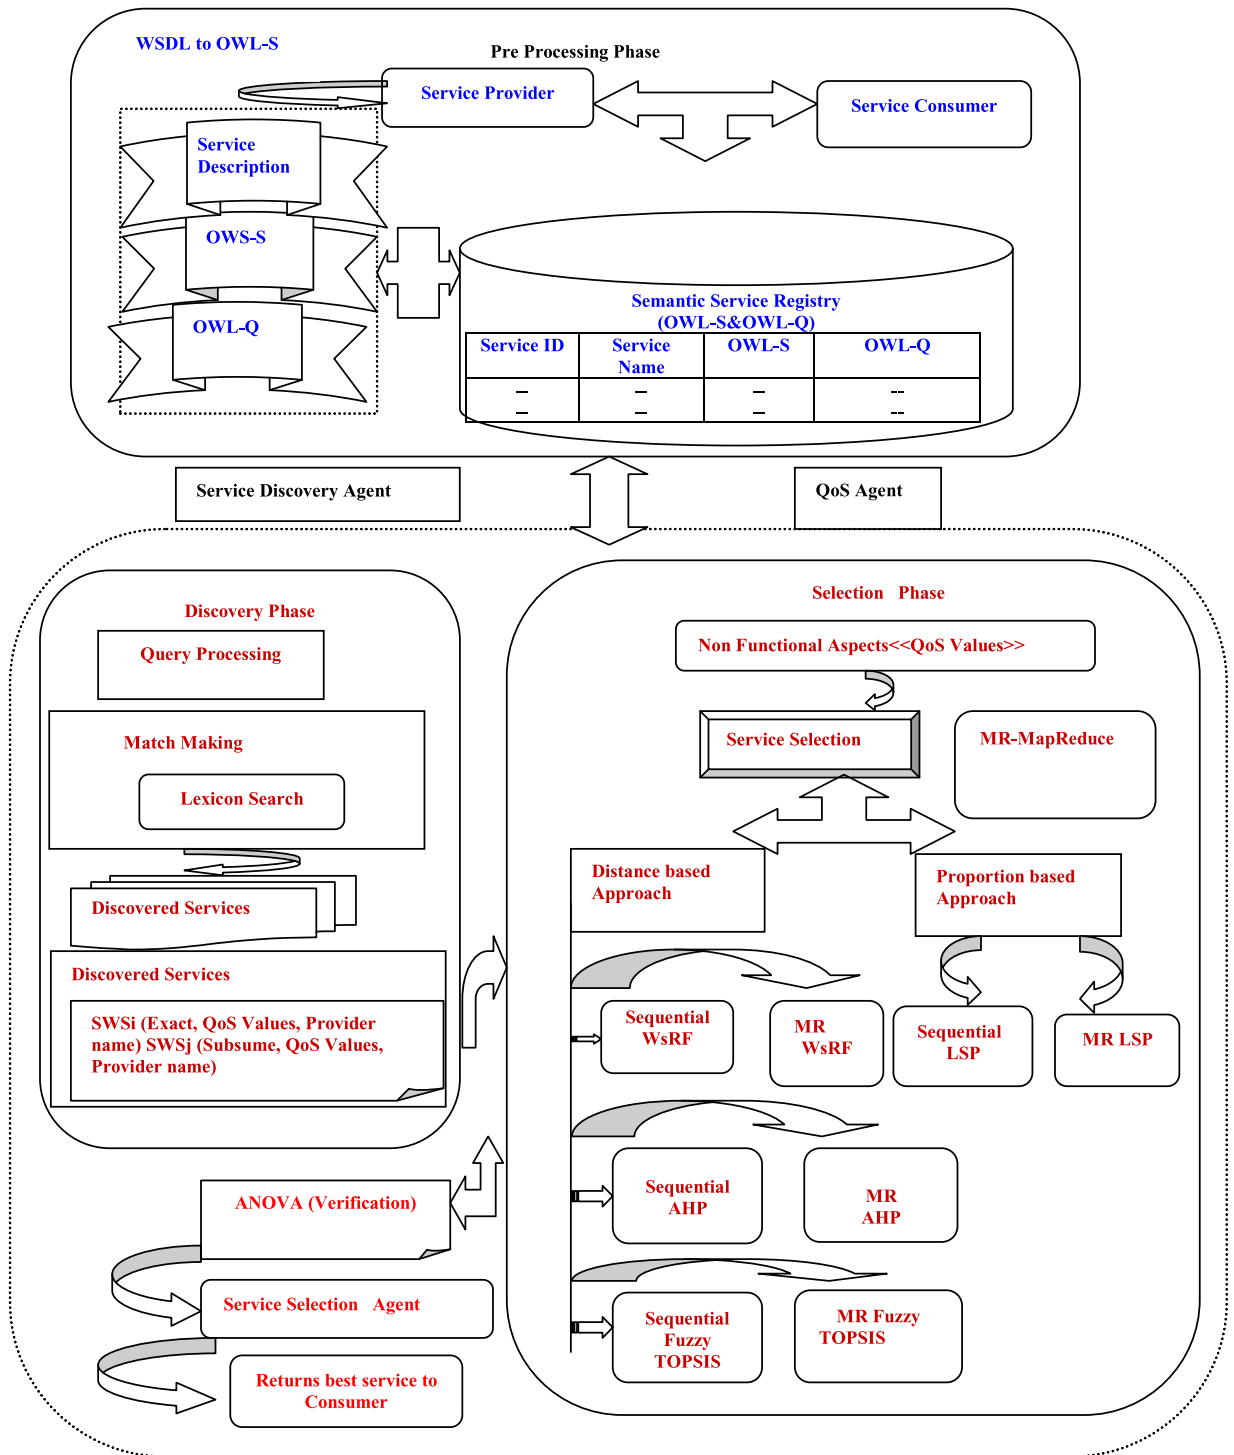 WSDL to OWL-S
Pre Processing Phase
Service Provider
Service Consumer
Service
Description
OWS-S
OWL-Q
Semantic Service Registry
(OWL-S&OWL-Q)
Service ID
Service
Name
OWL-S
OWL-Q
– – – --
– – – --
Service Discovery Agent
QoS Agent
Discovery Phase
Query Processing
Match Making
Lexicon Search
Discovered Services
Discovered Services
SWSi (Exact, QoS Values, Provider
name) SWSj (Subsume, QoS Values,
Provider name)
Selection Phase
Non Functional Aspects<<QoS Values>>
Service Selection
MR-MapReduce
Distance based
Approach
Proportion based
Approach
Sequential
WsRF
MR
WsRF
Sequential
LSP
MR LSP
Sequential
AHP
MR
AHP
Sequential
Fuzzy
TOPSIS
MR Fuzzy
TOPSIS
ANOVA (Verification)
Service Selection Agent
Returns best service to
Consumer